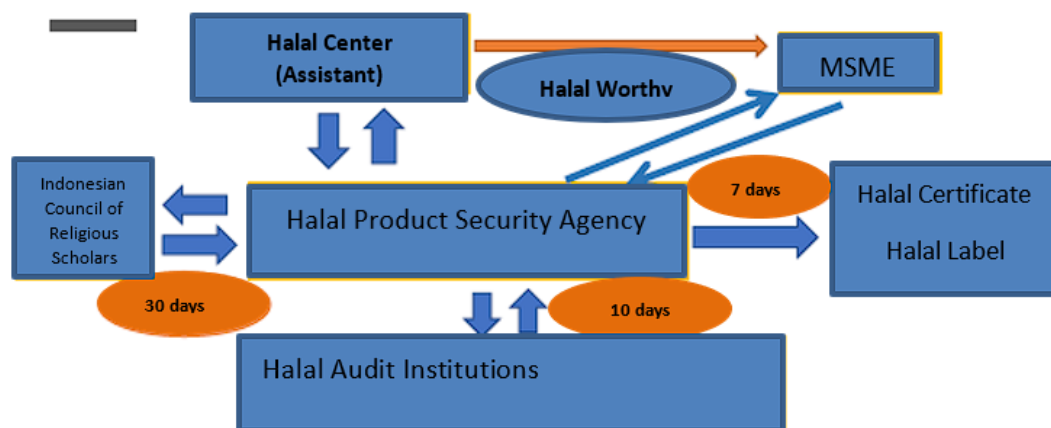 Halal Center
(Assistant)
Halal Worthv
MSME
Indonesian
Council of
Religious
Scholars
Halal Product Security Agency
7 days
Halal Certificate
Halal Label
30 days
10 days
Halal Audit Institutions